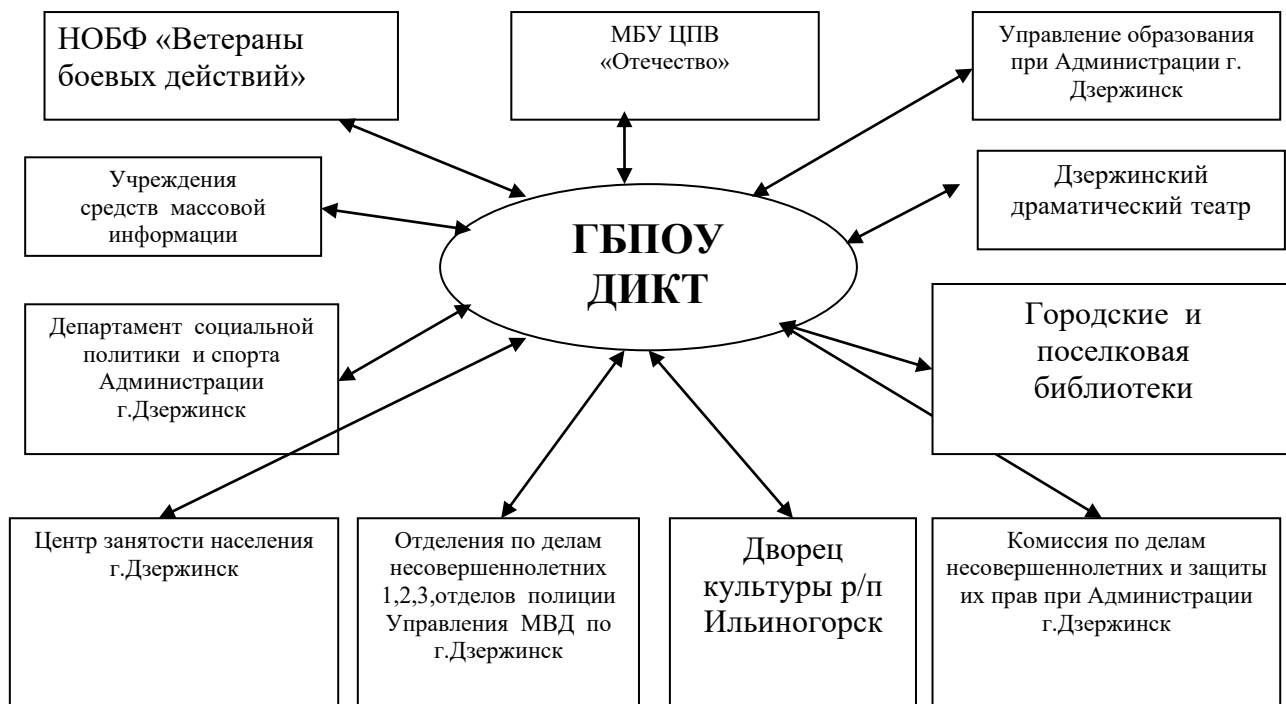 НОБФ «Ветераны
боевых действий»
МБУ ЦПВ
«Отечество»
Управление образования
при Администрации г.
Дзержинск
Учреждения
средств массовой
информации
ГБПОУ
ДИКТ
Дзержинский
драматический театр
Департамент социальной
политики и спорта
Администрации
г.Дзержинск
Городские и
поселковая
библиотеки
Центр занятости населения
г.Дзержинск
Отделения по делам
несовершеннолетних
1,2,3,отделов полиции
Управления МВД по
г.Дзержинск
Дворец
культуры р/п
Ильиногорск
Комиссия по делам
несовершеннолетних и защиты
их прав при Администрации
г.Дзержинск